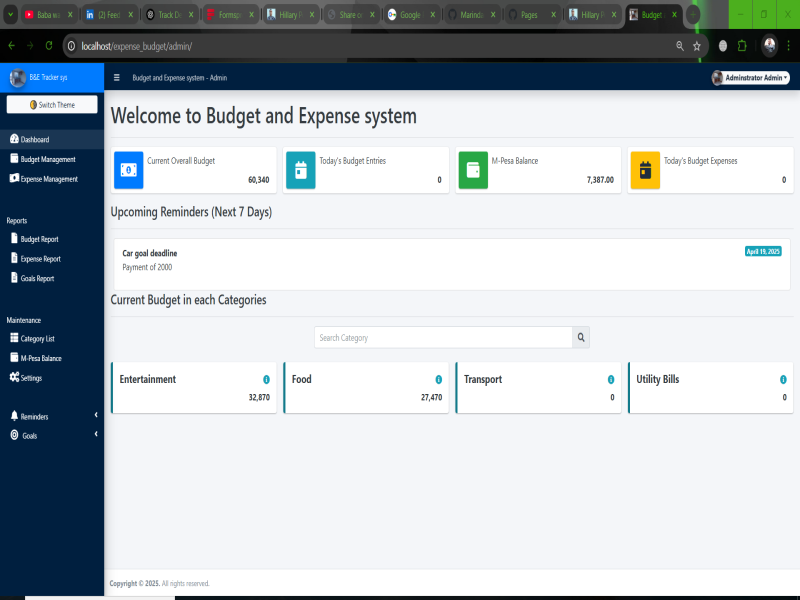 Baba w
(2) Feed
Track D
Formsp
Hillary
Share o
Google
Marind
Pages
Hillary
Budget
localhost/expense_budget/admin/
B&E Tracker sys
Budget and Expense system - Admin
Adminstrator Admin
Switch Theme
Dashboard
Budget Management
Expense Management
Reports
Budget Report
Expense Report
Goals Report
Maintenance
Category List
M-Pesa Balance
Settings
Reminders
Goals
Welcome to Budget and Expense system
Current Overall Budget
60,340
Today's Budget Entries
0
M-Pesa Balance
7,387.00
Today's Budget Expenses
0
Upcoming Reminders (Next 7 Days)
Car goal deadline
April 19, 2025
Payment of 2000
Current Budget in each Categories
Search Category
Entertainment
32,870
Food
27,470
Transport
0
Utility Bills
0
Copyright © 2025. All rights reserved.